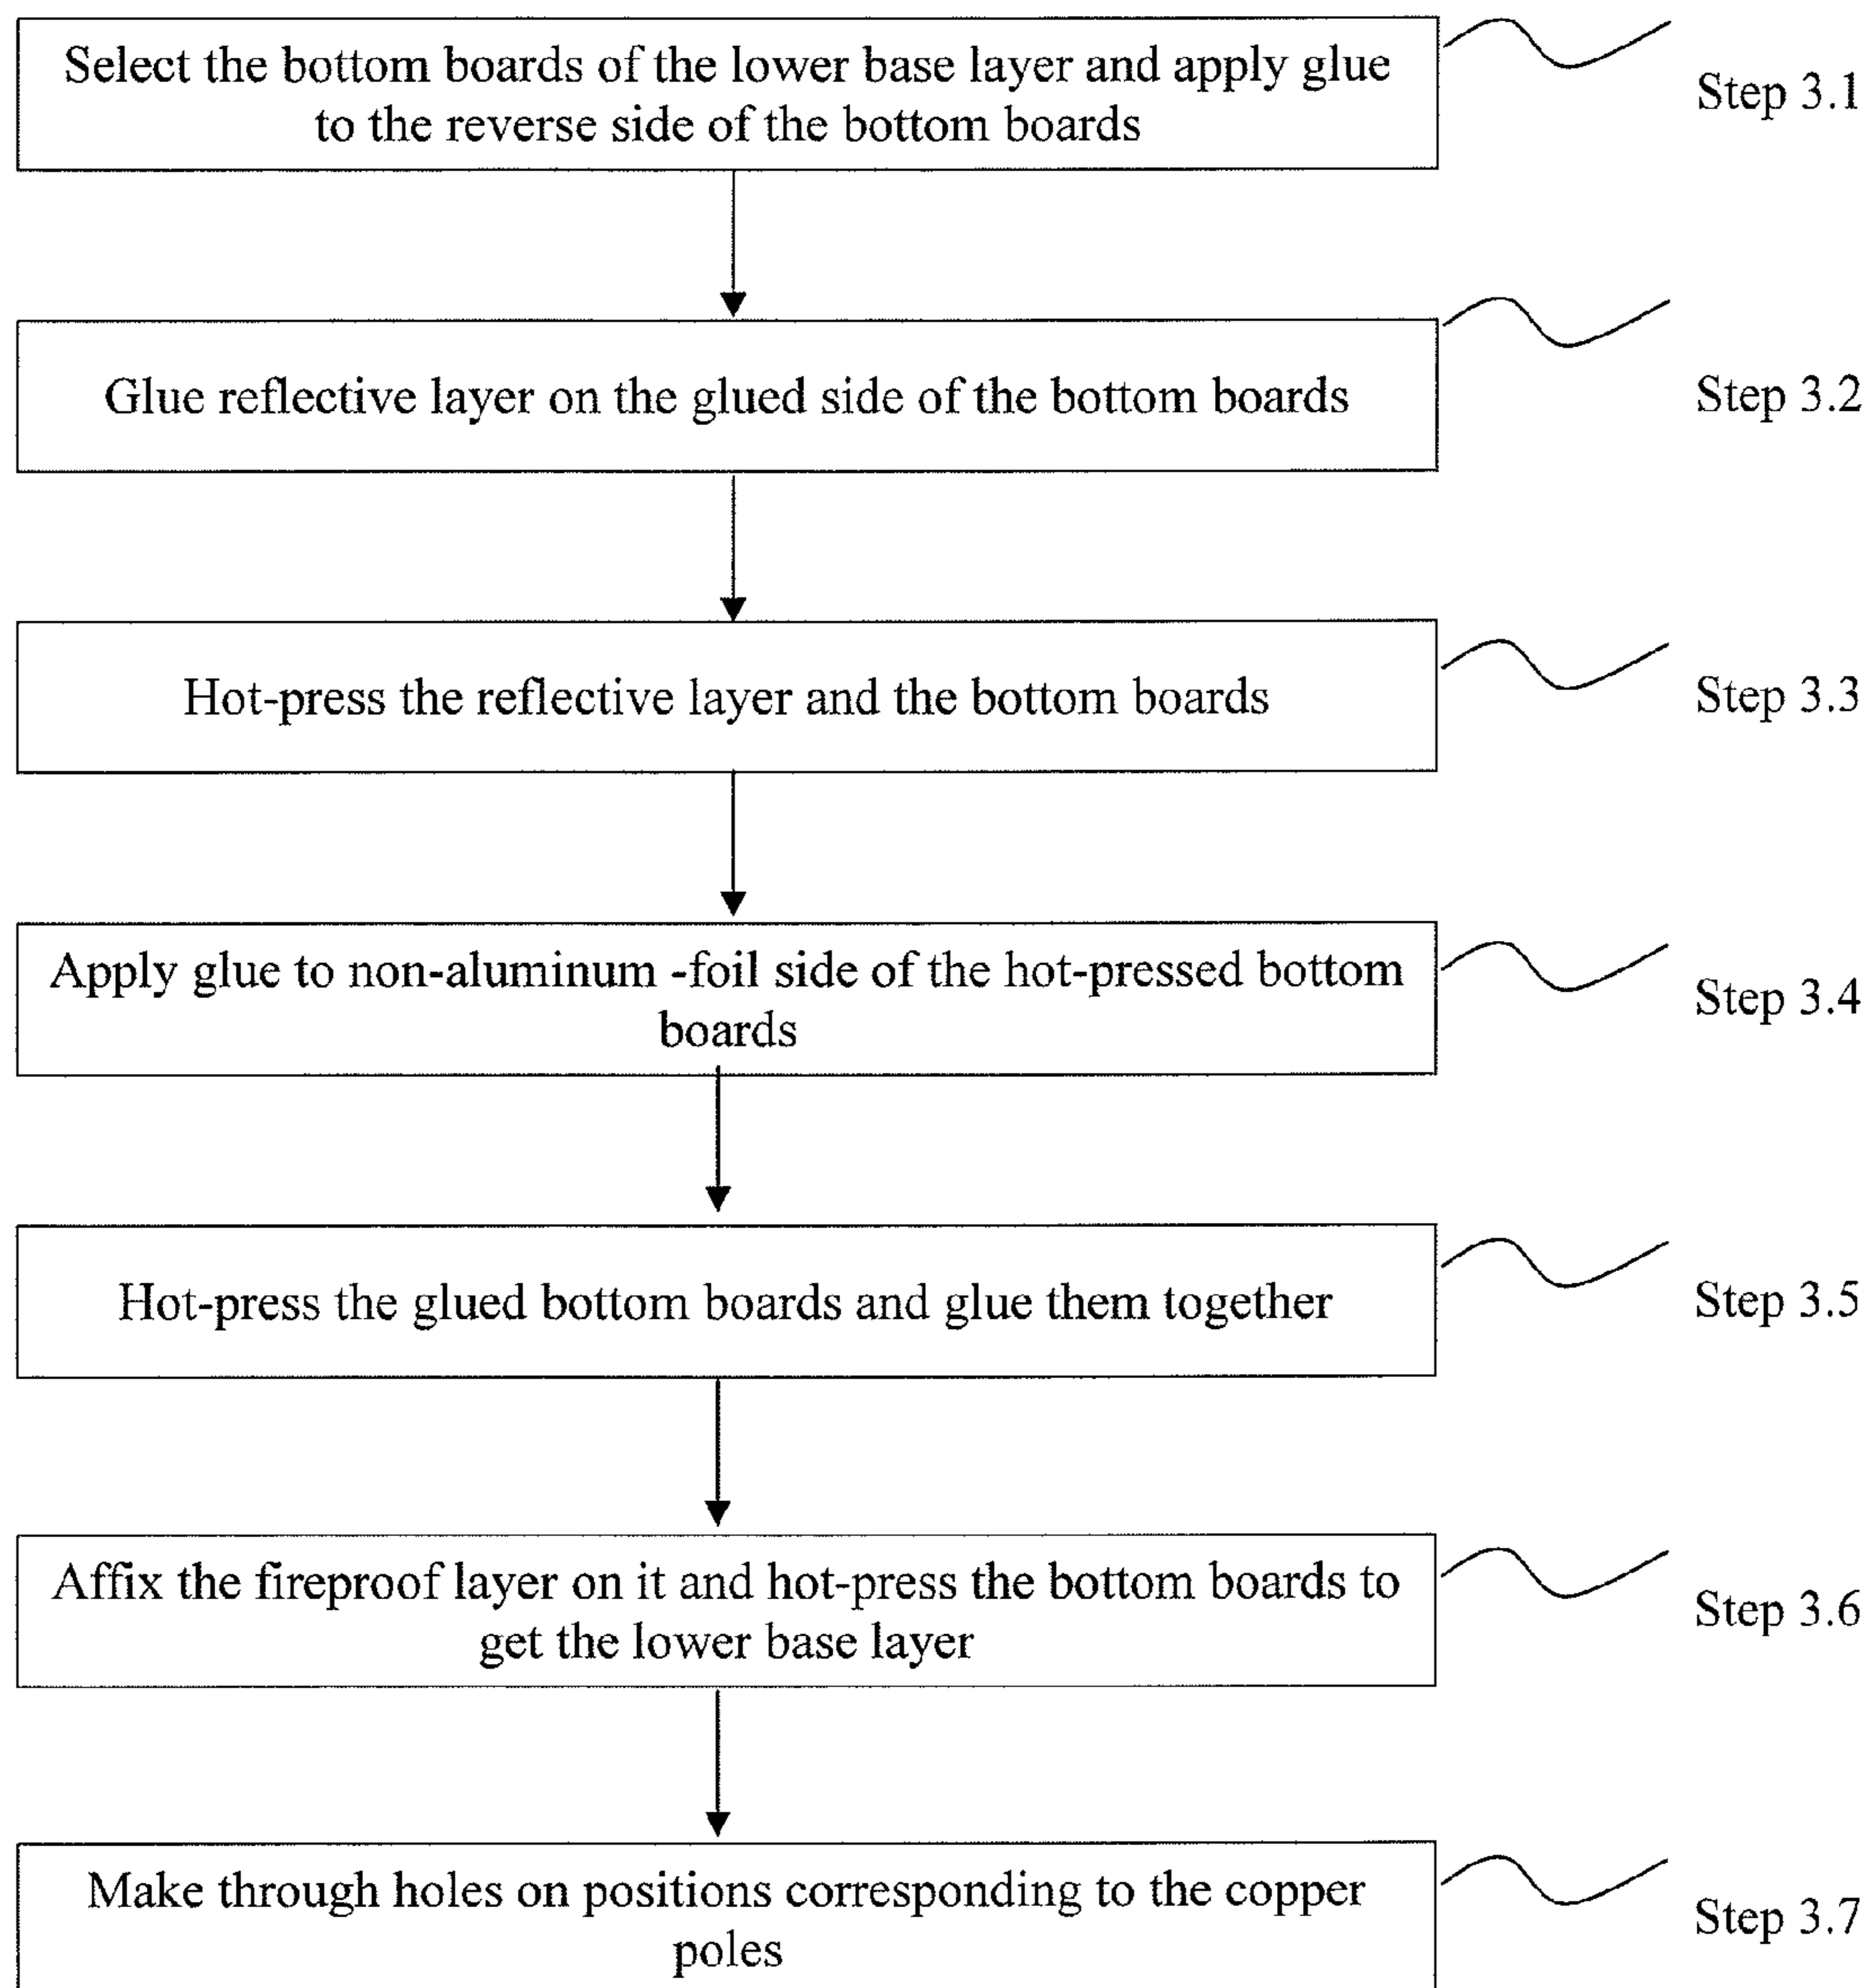 Select the bottom boards of the lower base layer and apply glue
to the reverse side of the bottom boards
Step 3.1
Glue reflective layer on the glued side of the bottom boards
Step 3.2
Hot-press the reflective layer and the bottom boards
Step 3.3
Apply glue to non-aluminum -foil side of the hot-pressed bottom
boards
Step 3.4
Hot-press the glued bottom boards and glue them together
Step 3.5
Affix the fireproof layer on it and hot-press the bottom boards to
get the lower base layer
Step 3.6
Make through holes on positions corresponding to the copper
poles
Step 3.7